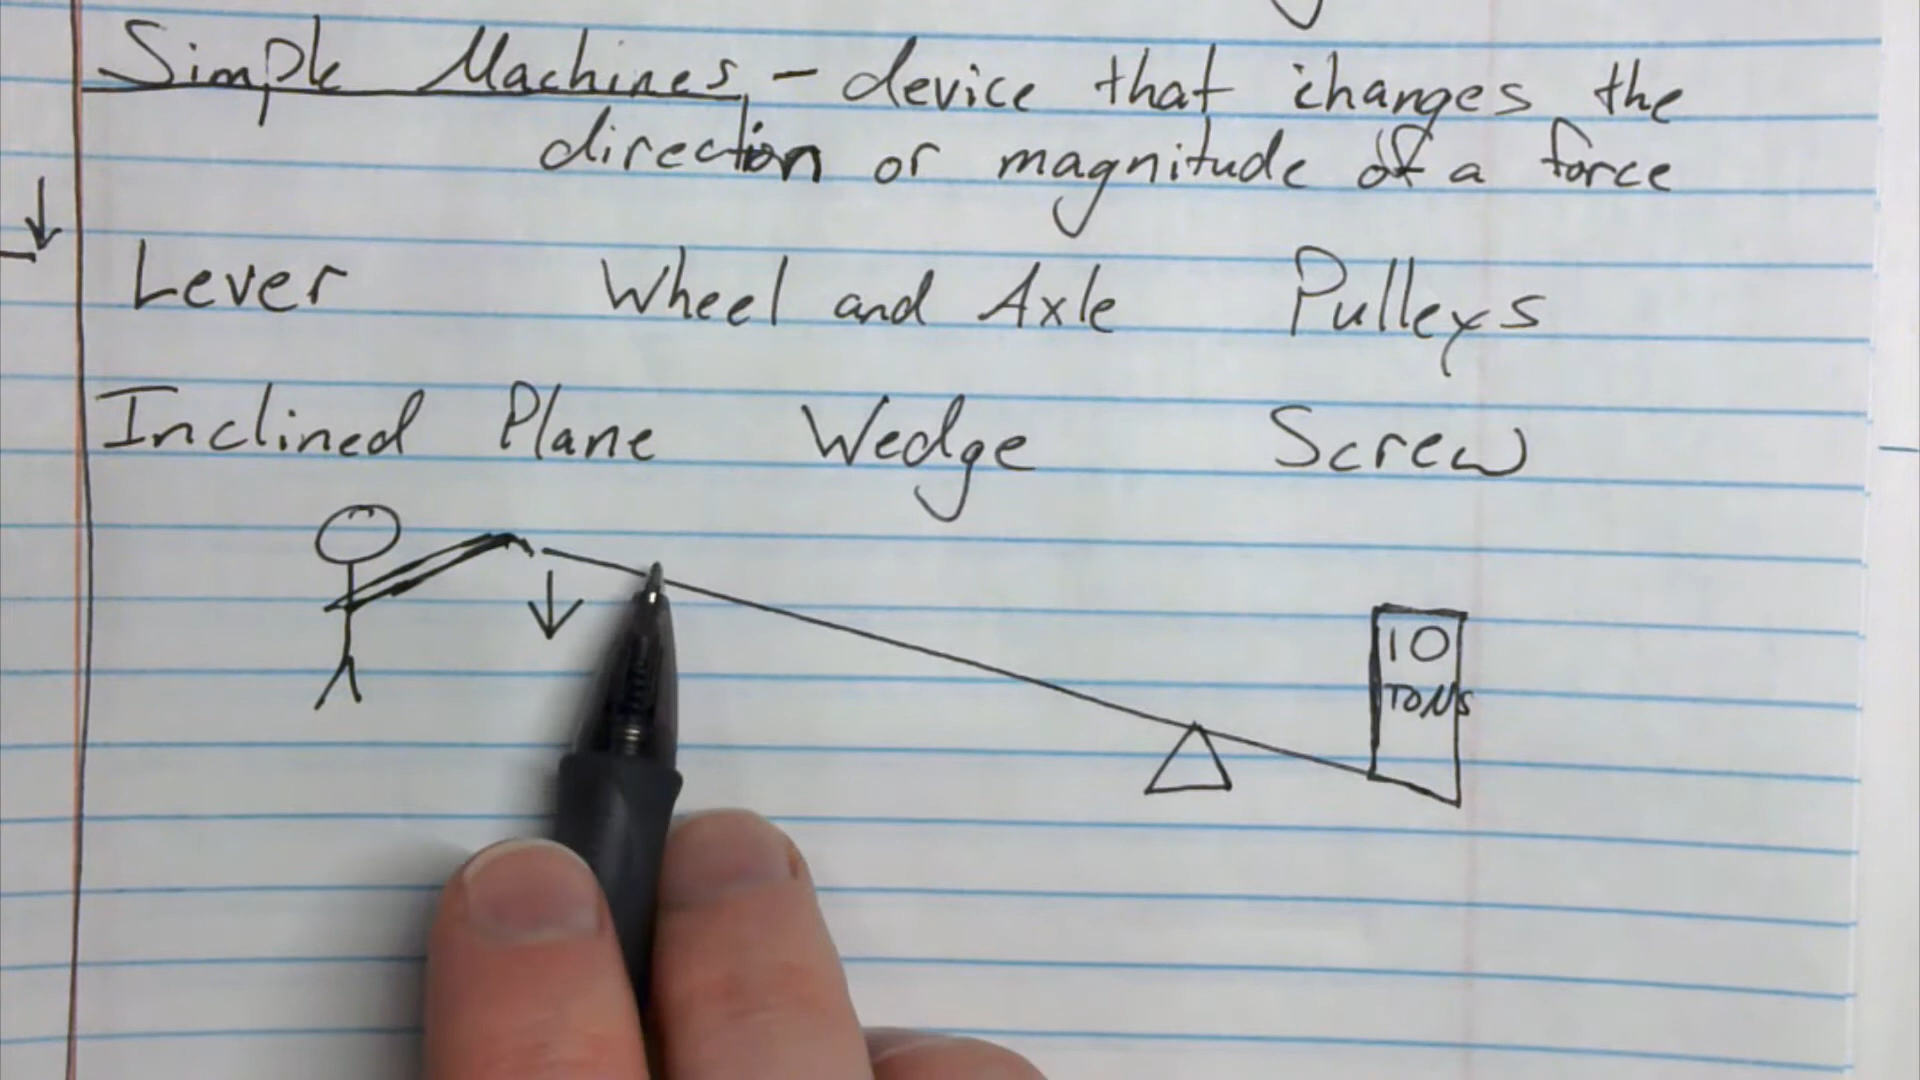 Simple Machines - device that changes the
direction or magnitude of a force
Lever Wheel and Axle Pulleys
Inclined Plane Wedge Screw
10
TONS